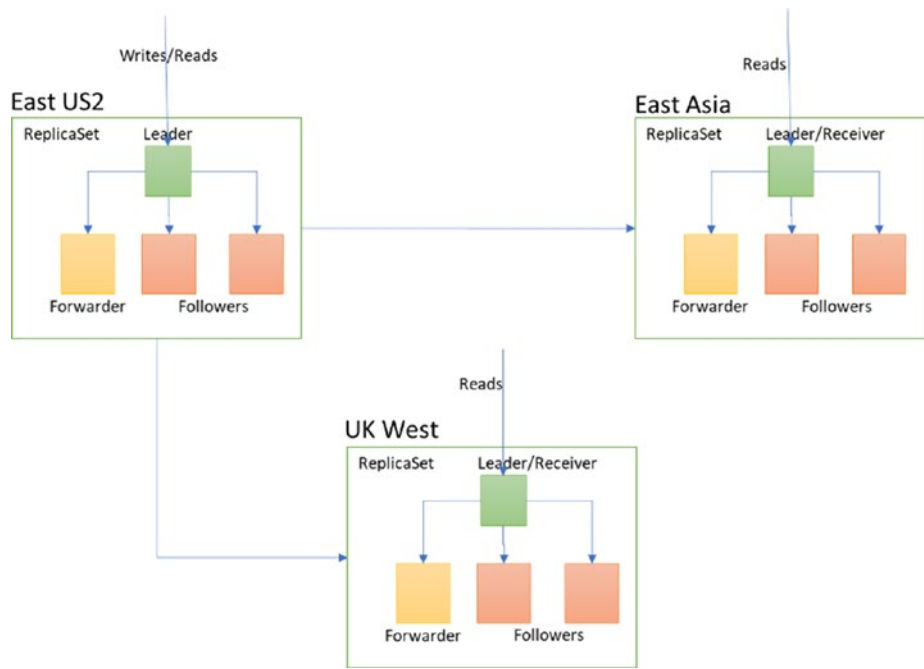 Writes/Reads
East US2
ReplicaSet Leader
Forwarder Followers
Reads
East Asia
ReplicaSet Leader/Receiver
Forwarder Followers
Reads
UK West
ReplicaSet Leader/Receiver
Forwarder Followers